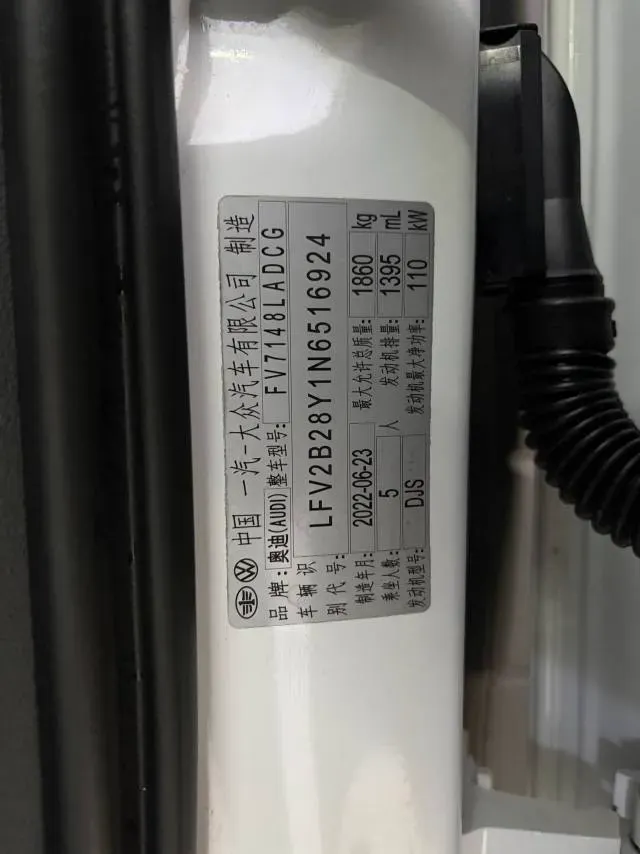 中国 一汽-大众汽车有限公司 制造
品牌:奥迪(AUDI) 整车型号: FV7148LADCG
车辆识别代号: LFV2B28Y1N6516924
制造年月: 2022-06-23 最大允许总质量: 1860 kg
乘坐人数: 5 人 发动机排量: 1395 mL
发动机型号: DJS 发动机最大净功率: 110 kW